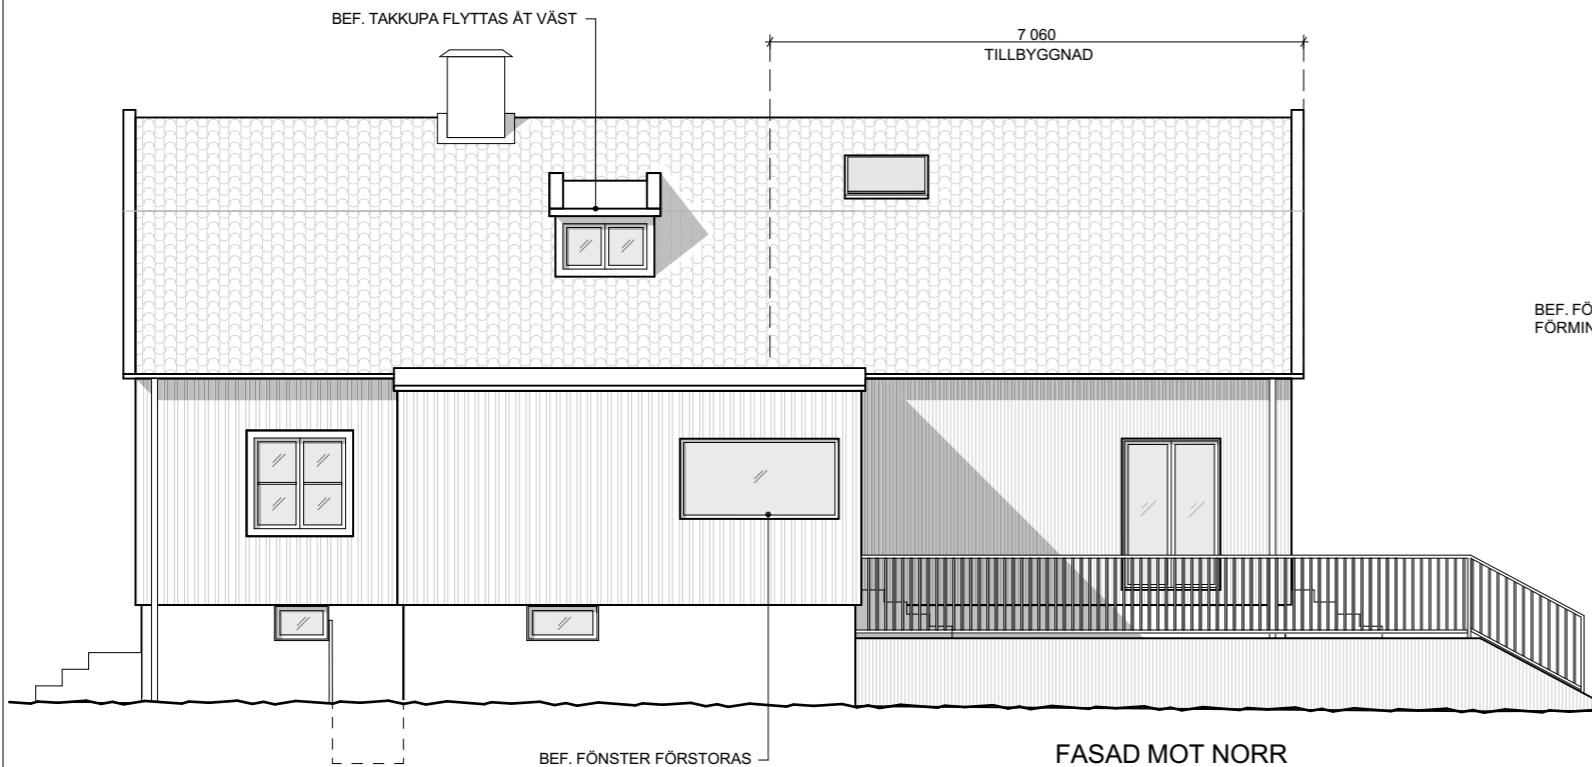 BEF. TAKKUPA FLYTTAS ÅT VÄST
7 060
TILLBYGGNAD
BEF. FÖ
FÖRMIN
BEF. FÖNSTER FÖRSTORAS
FASAD MOT NORR